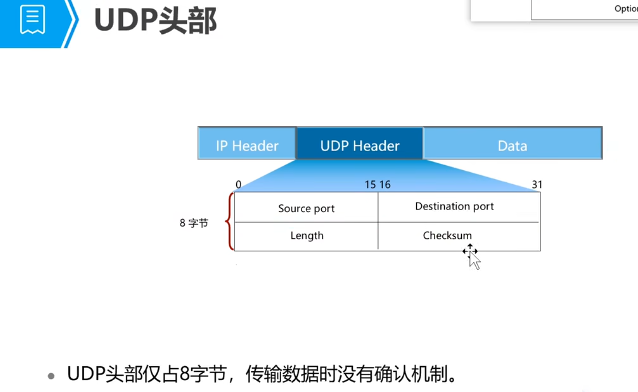 UDP头部
Option
IP Header UDP Header Data
0 15 16 31
Source port Destination port
8 字节
Length Checksum
UDP头部仅占8字节，传输数据时没有确认机制。